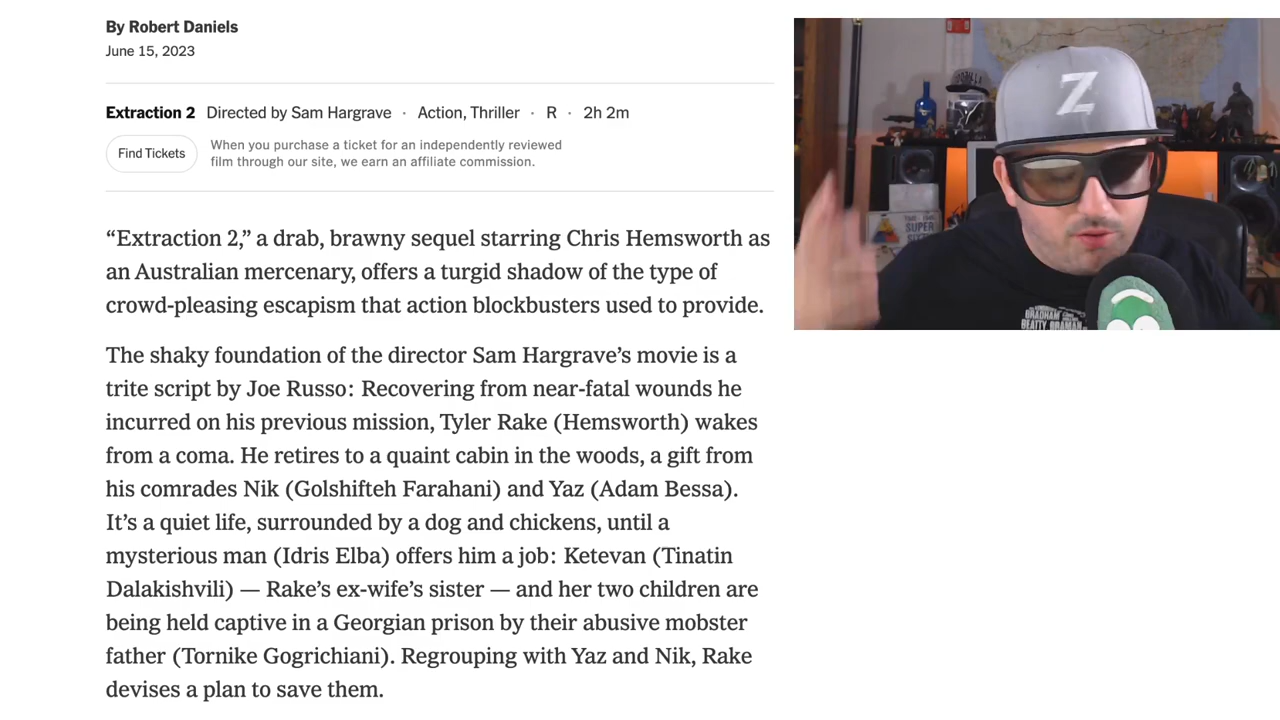 By Robert Daniels
June 15, 2023
Extraction 2 Directed by Sam Hargrave · Action, Thriller · R · 2h 2m
Find Tickets
When you purchase a ticket for an independently reviewed
film through our site, we earn an affiliate commission.
“Extraction 2,” a drab, brawny sequel starring Chris Hemsworth as
an Australian mercenary, offers a turgid shadow of the type of
crowd-pleasing escapism that action blockbusters used to provide.
The shaky foundation of the director Sam Hargrave’s movie is a
trite script by Joe Russo: Recovering from near-fatal wounds he
incurred on his previous mission, Tyler Rake (Hemsworth) wakes
from a coma. He retires to a quaint cabin in the woods, a gift from
his comrades Nik (Golshifteh Farahani) and Yaz (Adam Bessa).
It’s a quiet life, surrounded by a dog and chickens, until a
mysterious man (Idris Elba) offers him a job: Ketevan (Tinatin
Dalakishvili) — Rake’s ex-wife’s sister — and her two children are
being held captive in a Georgian prison by their abusive mobster
father (Tornike Gogrichiani). Regrouping with Yaz and Nik, Rake
devises a plan to save them.
Z
SUPER
BRADHAM
BEATTY